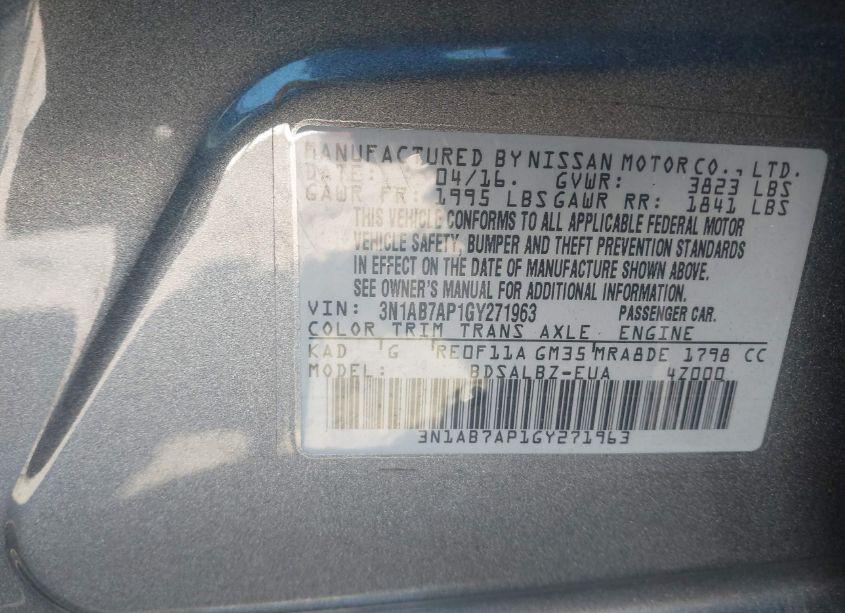 MANUFACTURED BY NISSAN MOTOR CO., LTD.
DATE: 04/16. GVWR: 3823 LBS
GAWR FR: 1995 LBS GAWR RR: 1841 LBS
THIS VEHICLE CONFORMS TO ALL APPLICABLE FEDERAL MOTOR
VEHICLE SAFETY, BUMPER AND THEFT PREVENTION STANDARDS
IN EFFECT ON THE DATE OF MANUFACTURE SHOWN ABOVE.
SEE OWNER'S MANUAL FOR ADDITIONAL INFORMATION.
VIN: 3N1AB7AP1GY271963 PASSENGER CAR.
COLOR TRIM TRANS AXLE ENGINE
KAD G RE0F11A GM35 MRA8DE 1798 CC
MODEL: BDSALBZ-EUA 4Z000
3N1AB7AP1GY271963